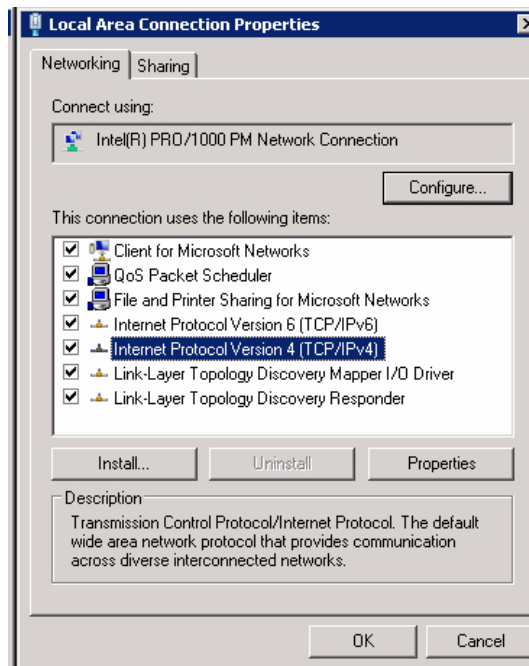 Local Area Connection Properties
Networking
Sharing
Connect using:
Intel(R) PRO/1000 PM Network Connection
Configure...
This connection uses the following items:
Client for Microsoft Networks
QoS Packet Scheduler
File and Printer Sharing for Microsoft Networks
Internet Protocol Version 6 (TCP/IPv6)
Internet Protocol Version 4 (TCP/IPv4)
Link-Layer Topology Discovery Mapper I/O Driver
Link-Layer Topology Discovery Responder
Install...
Uninstall
Properties
Description
Transmission Control Protocol/Internet Protocol. The default
wide area network protocol that provides communication
across diverse interconnected networks.
OK
Cancel